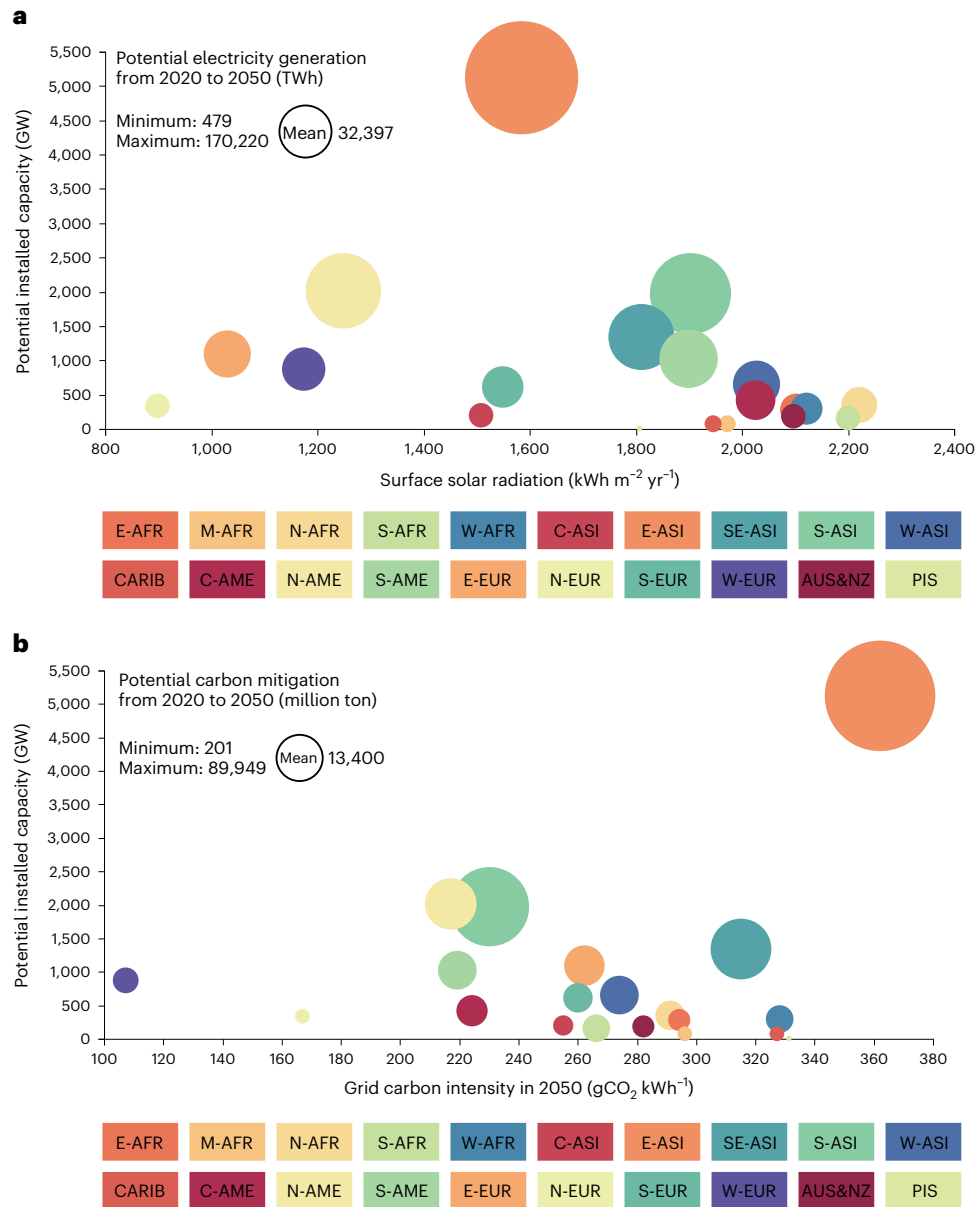 a
Potential electricity generation
from 2020 to 2050 (TWh)
Minimum: 479
Maximum: 170,220
Mean
32,397
Potential installed capacity (GW)
5,500
5,000
4,500
4,000
3,500
3,000
2,500
2,000
1,500
1,000
500
0
800 1,000 1,200 1,400 1,600 1,800 2,000 2,200 2,400
Surface solar radiation (kWh m⁻² yr⁻¹)
E-AFR M-AFR N-AFR S-AFR W-AFR C-ASI E-ASI SE-ASI S-ASI W-ASI
CARIB C-AME N-AME S-AME E-EUR N-EUR S-EUR W-EUR AUS&NZ PIS
b
Potential carbon mitigation
from 2020 to 2050 (million ton)
Minimum: 201
Maximum: 89,949
Mean
13,400
Potential installed capacity (GW)
5,500
5,000
4,500
4,000
3,500
3,000
2,500
2,000
1,500
1,000
500
0
100 120 140 160 180 200 220 240 260 280 300 320 340 360 380
Grid carbon intensity in 2050 (gCO₂ kWh⁻¹)
E-AFR M-AFR N-AFR S-AFR W-AFR C-ASI E-ASI SE-ASI S-ASI W-ASI
CARIB C-AME N-AME S-AME E-EUR N-EUR S-EUR W-EUR AUS&NZ PIS